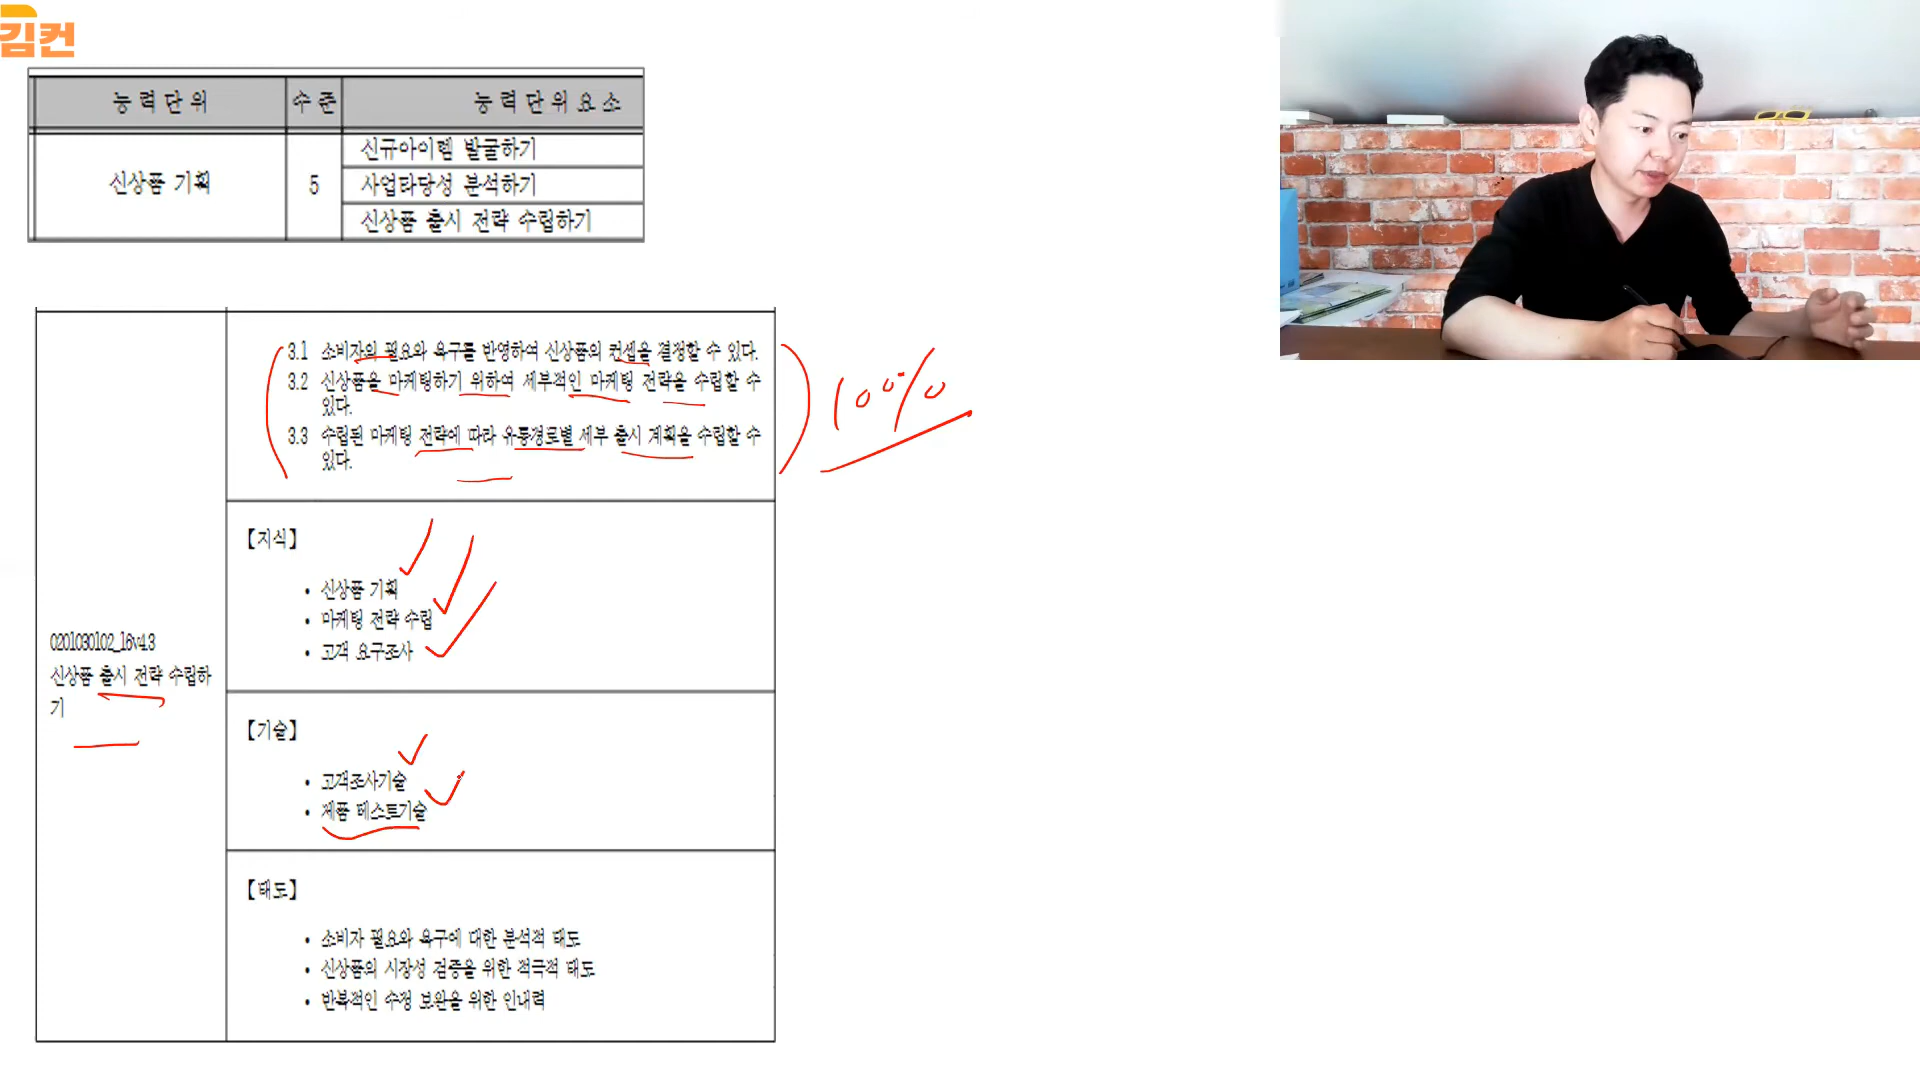 김컨
능력단위 수준 능력단위요소
신상품 기획 5
신규아이템 발굴하기
사업타당성 분석하기
신상품 출시 전략 수립하기
3.1 소비자의 필요와 욕구를 반영하여 신상품의 컨셉을 결정할 수 있다.
3.2 신상품을 마케팅하기 위하여 세부적인 마케팅 전략을 수립할 수
있다.
3.3 수립된 마케팅 전략에 따라 유통경로별 세부 출시 계획을 수립할 수
있다.
100%
【지식】
• 신상품 기획
• 마케팅 전략 수립
• 고객 요구조사
0201030102_16v4.3
신상품 출시 전략 수립하
기
【기술】
• 고객조사기술
• 제품 테스트기술
【태도】
• 소비자 필요와 욕구에 대한 분석적 태도
• 신상품의 시장성 검증을 위한 적극적 태도
• 반복적인 수정 보완을 위한 인내력